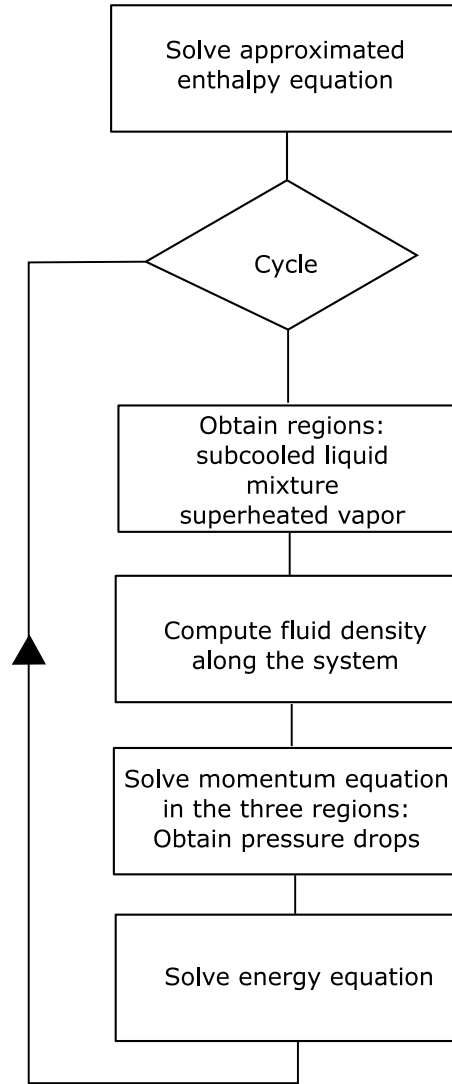 Solve approximated
enthalpy equation
Cycle
Obtain regions:
subcooled liquid
mixture
superheated vapor
Compute fluid density
along the system
Solve momentum equation
in the three regions:
Obtain pressure drops
Solve energy equation